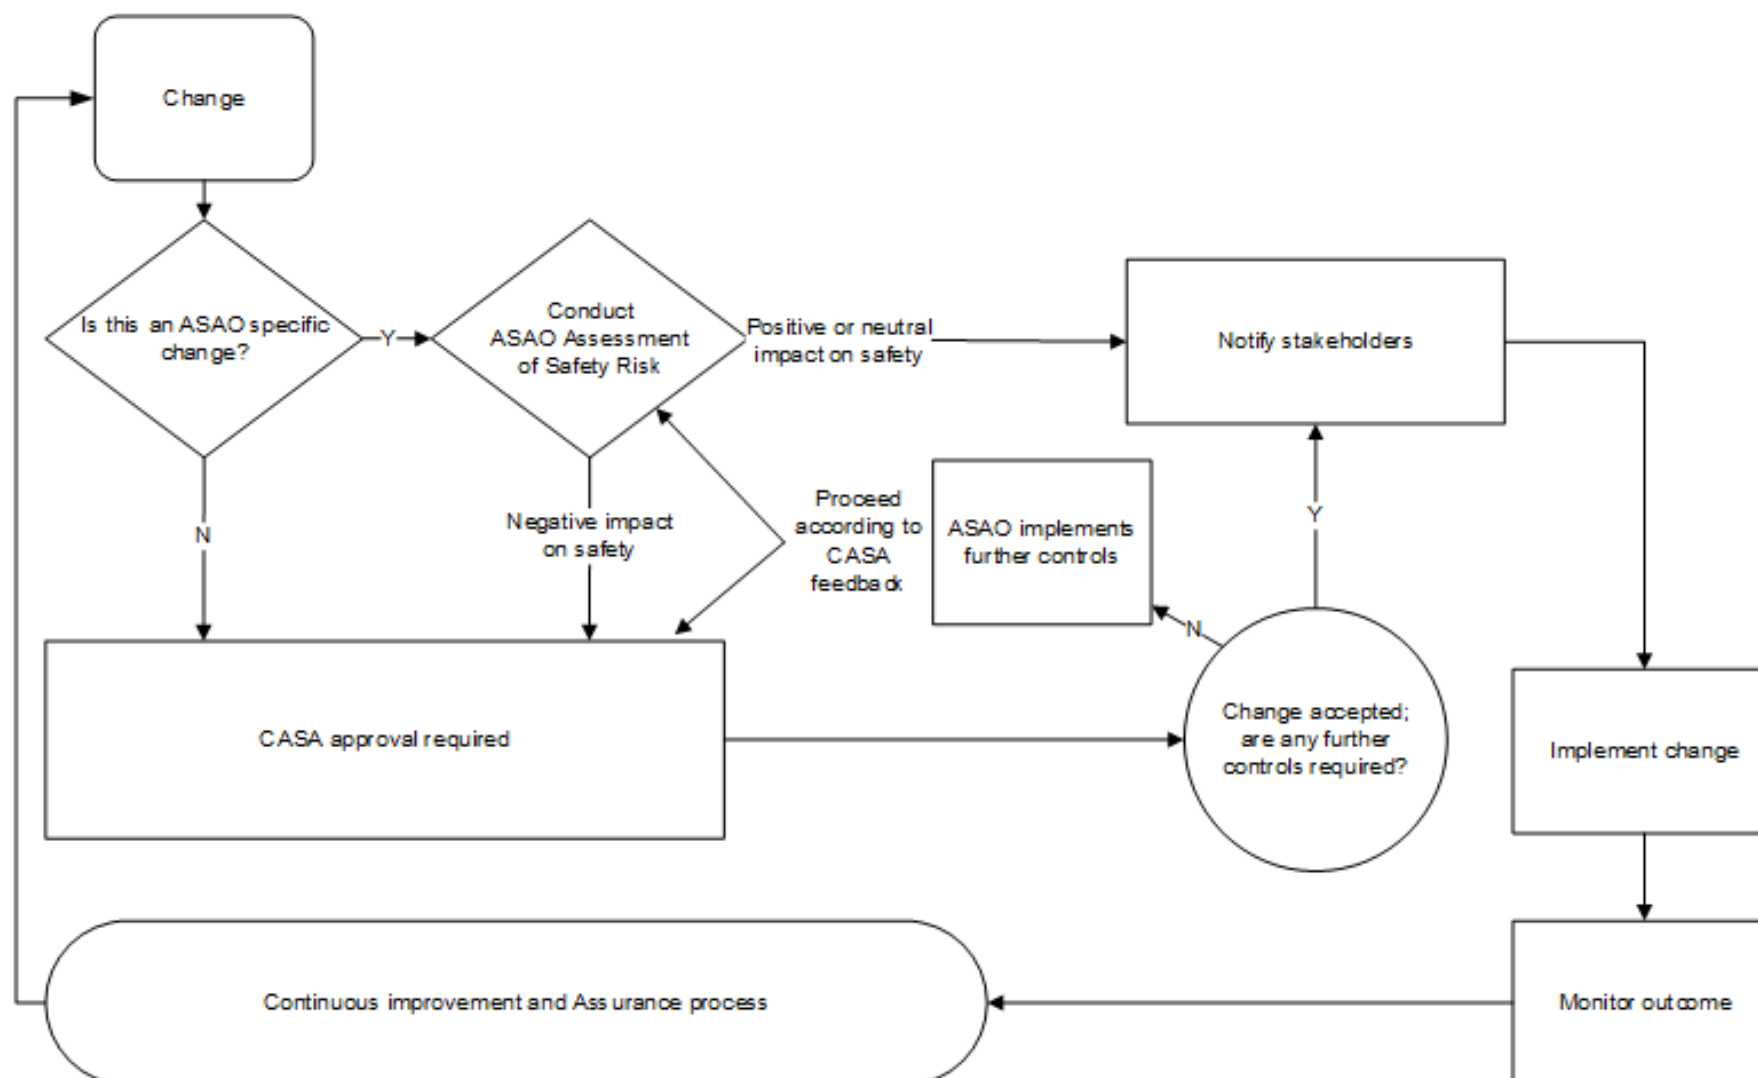 Change
Is this an ASAO specific
change?
Y
Conduct
ASAO Assessment
of Safety Risk
Positive or neutral
impact on safety
Notify stakeholders
N
Negative impact
on safety
Proceed
according to
CASA
feedback
ASAO implements
further controls
Y
N
CASA approval required
Change accepted;
are any further
controls required?
Implement change
Continuous improvement and Assurance process
Monitor outcome